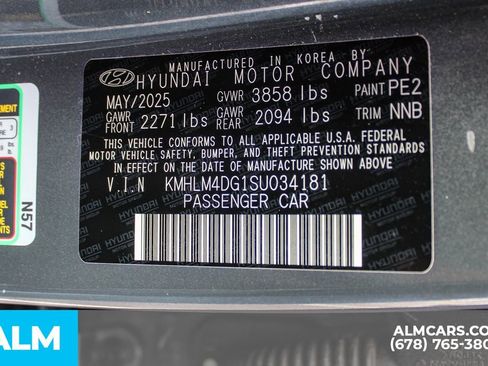 MANUFACTURED IN KOREA BY
HYUNDAI MOTOR COMPANY
MAY/2025 GVWR 3858 lbs PAINT PE2
GAWR FRONT 2271 lbs GAWR REAR 2094 lbs TRIM NNB
THIS VEHICLE CONFORMS TO ALL APPLICABLE U.S.A. FEDERAL
MOTOR VEHICLE SAFETY, BUMPER, AND THEFT PREVENTION STANDARDS
IN EFFECT ON THE DATE OF MANUFACTURE SHOWN ABOVE.
V.I.N KMHLM4DG1SU034181
PASSENGER CAR
N57
ALM
ALMCARS.CO
(678) 765-380